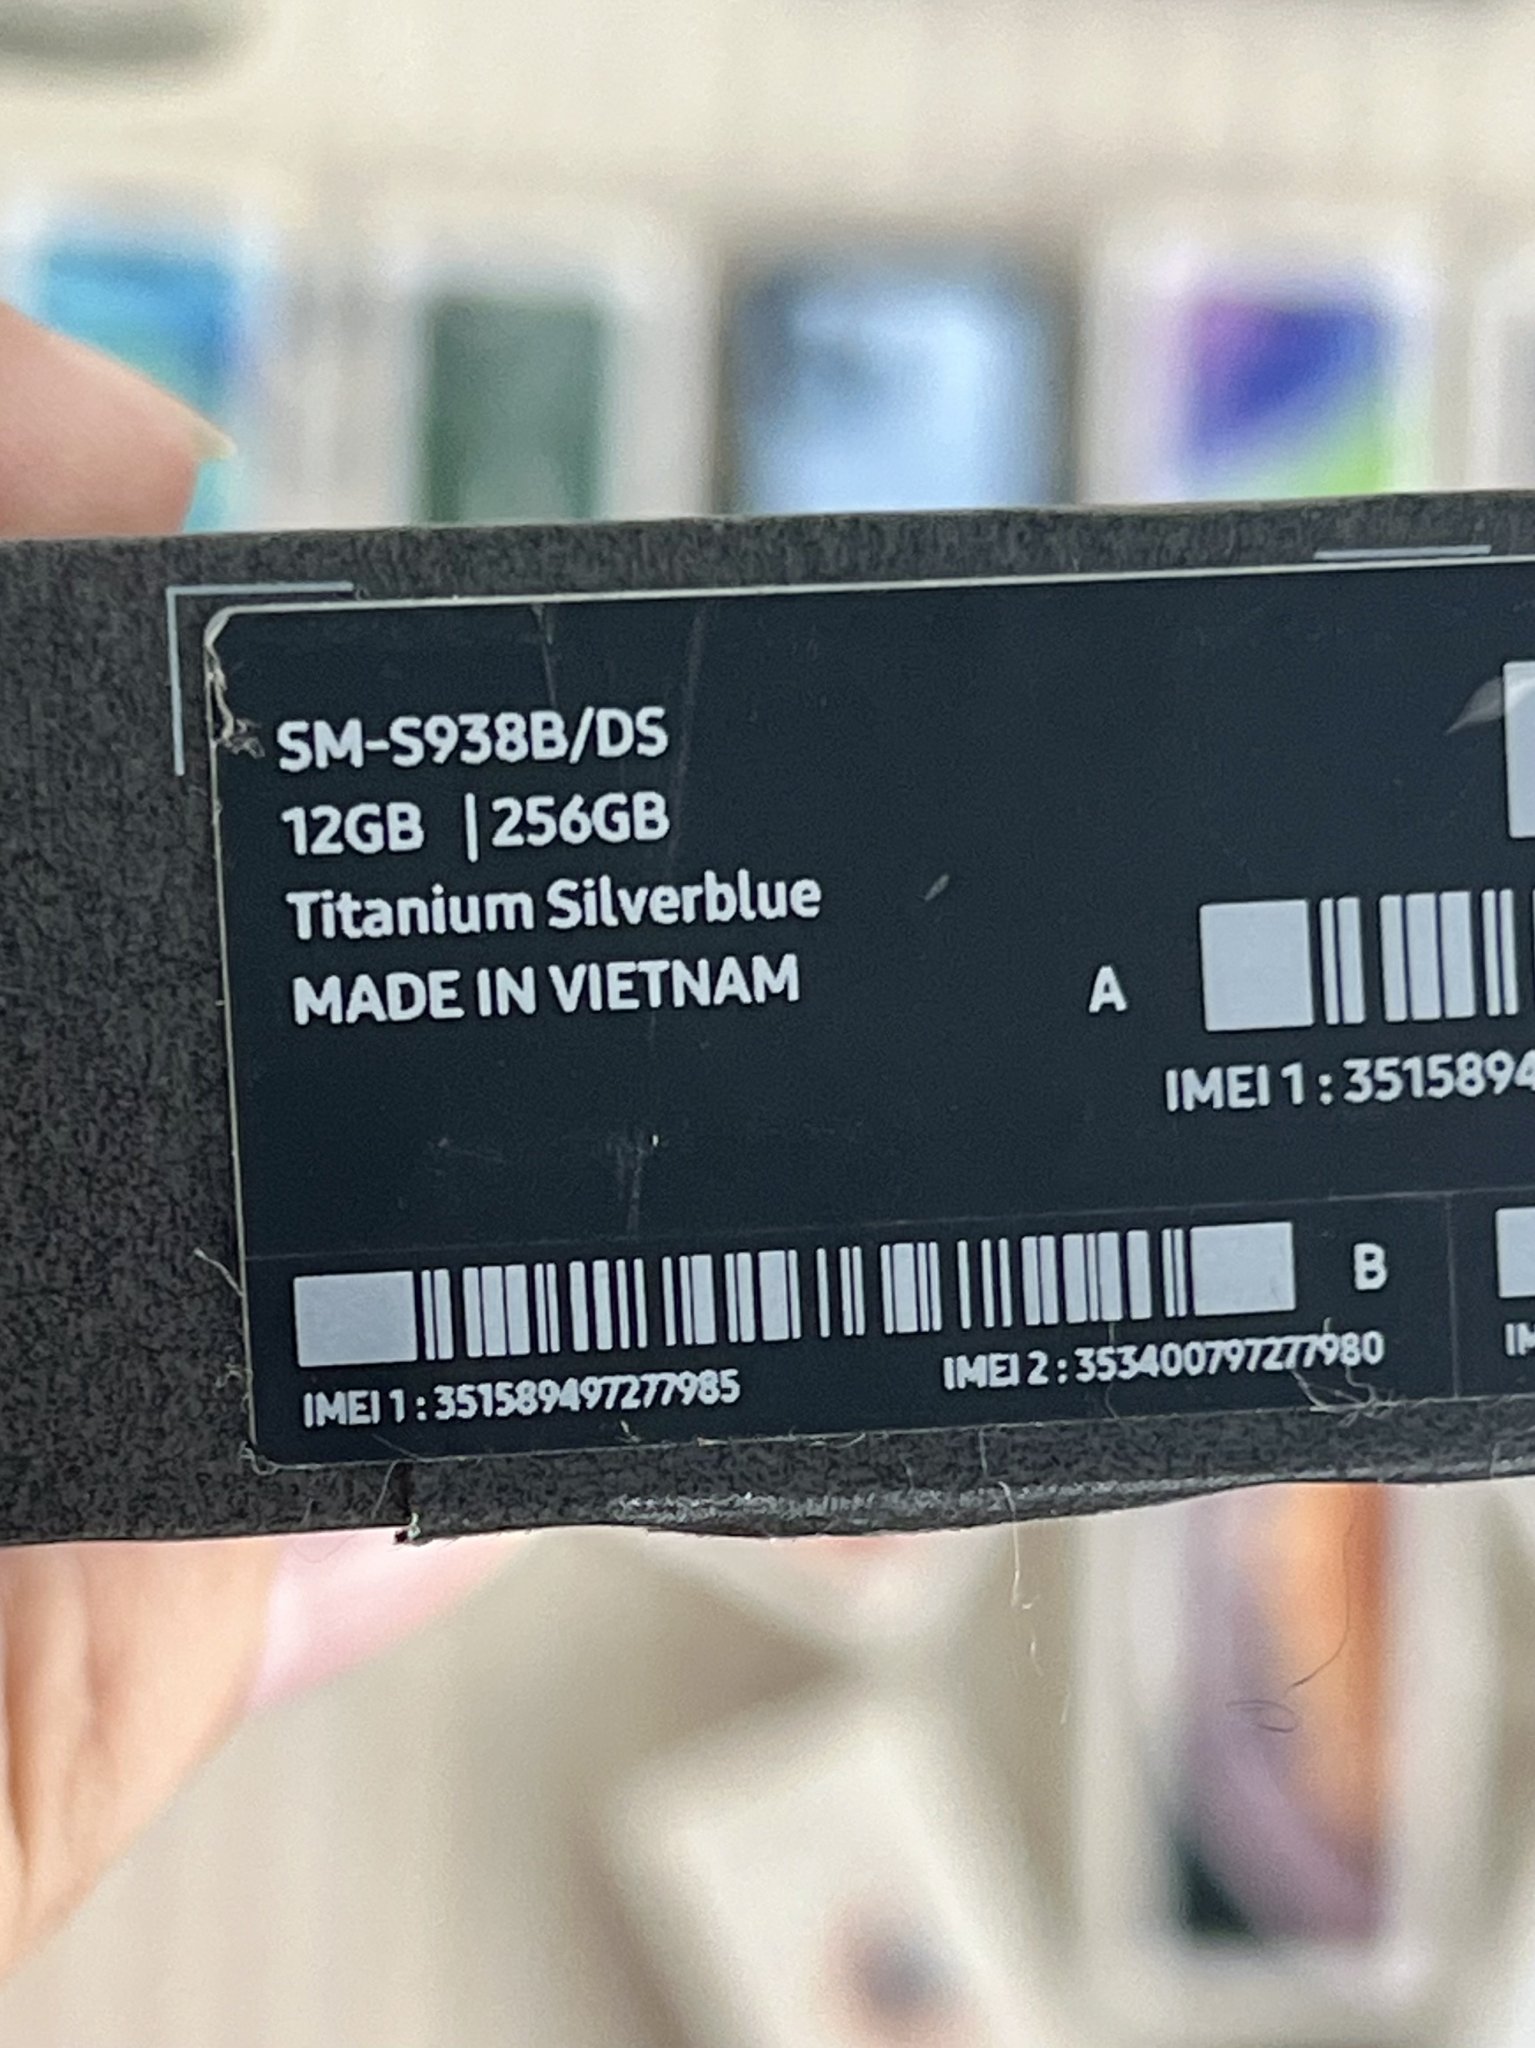 SM-S938B/DS
12GB | 256GB
Titanium Silverblue
MADE IN VIETNAM
A
IMEI 1 : 3515894
B
IMEI 1 : 351589497277985
IMEI 2 : 353400797277980
IM